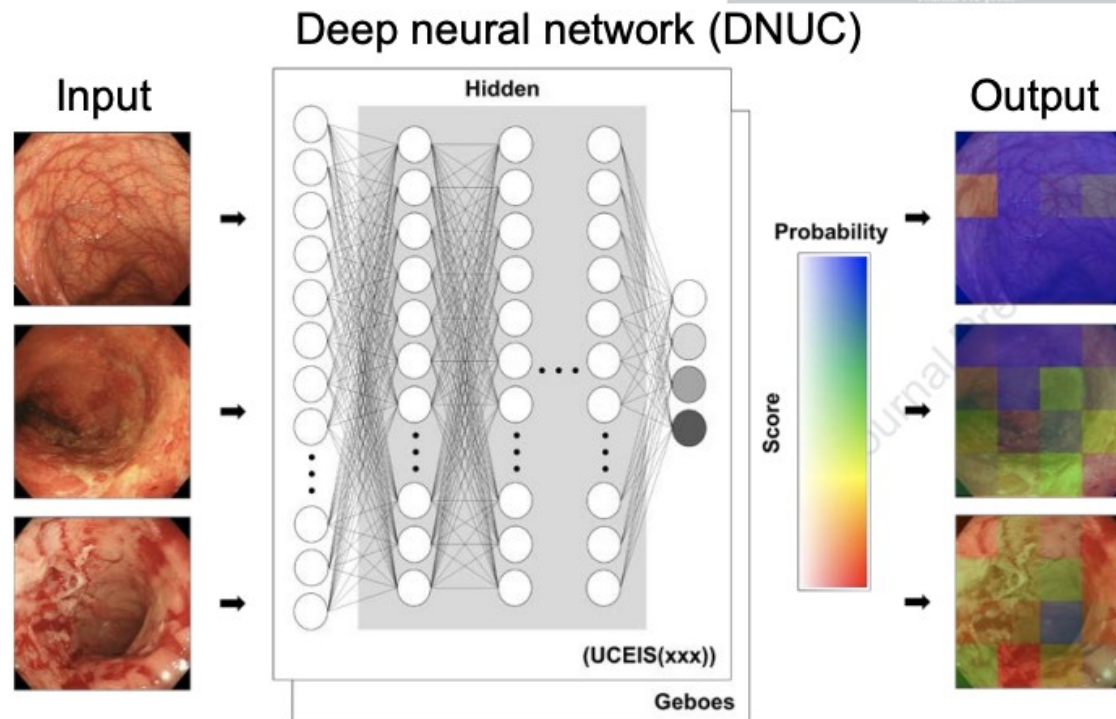 Deep neural network (DNUC)
Input
Hidden
Output
Probability
Score
(UCEIS(xxx))
Geboes